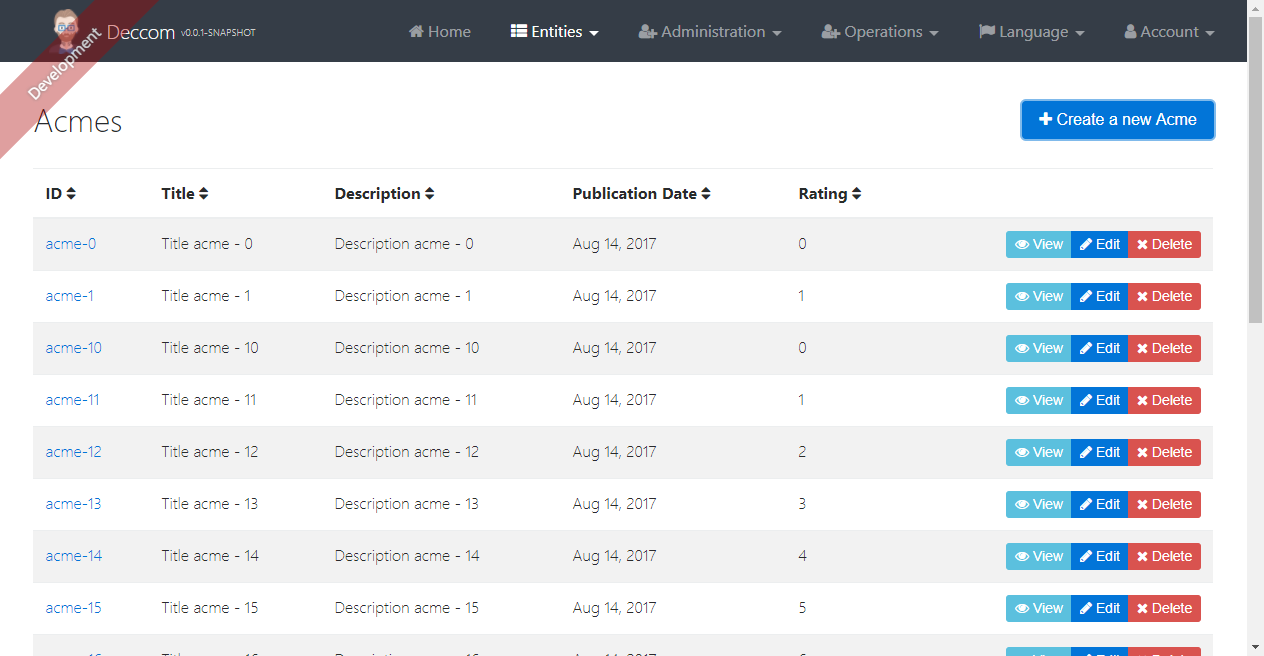 Development
Deccom v0.0.1-SNAPSHOT Home Entities Administration Operations Language Account
Acmes
Create a new Acme
ID Title Description Publication Date Rating
acme-0 Title acme - 0 Description acme - 0 Aug 14, 2017 0 View Edit Delete
acme-1 Title acme - 1 Description acme - 1 Aug 14, 2017 1 View Edit Delete
acme-10 Title acme - 10 Description acme - 10 Aug 14, 2017 0 View Edit Delete
acme-11 Title acme - 11 Description acme - 11 Aug 14, 2017 1 View Edit Delete
acme-12 Title acme - 12 Description acme - 12 Aug 14, 2017 2 View Edit Delete
acme-13 Title acme - 13 Description acme - 13 Aug 14, 2017 3 View Edit Delete
acme-14 Title acme - 14 Description acme - 14 Aug 14, 2017 4 View Edit Delete
acme-15 Title acme - 15 Description acme - 15 Aug 14, 2017 5 View Edit Delete